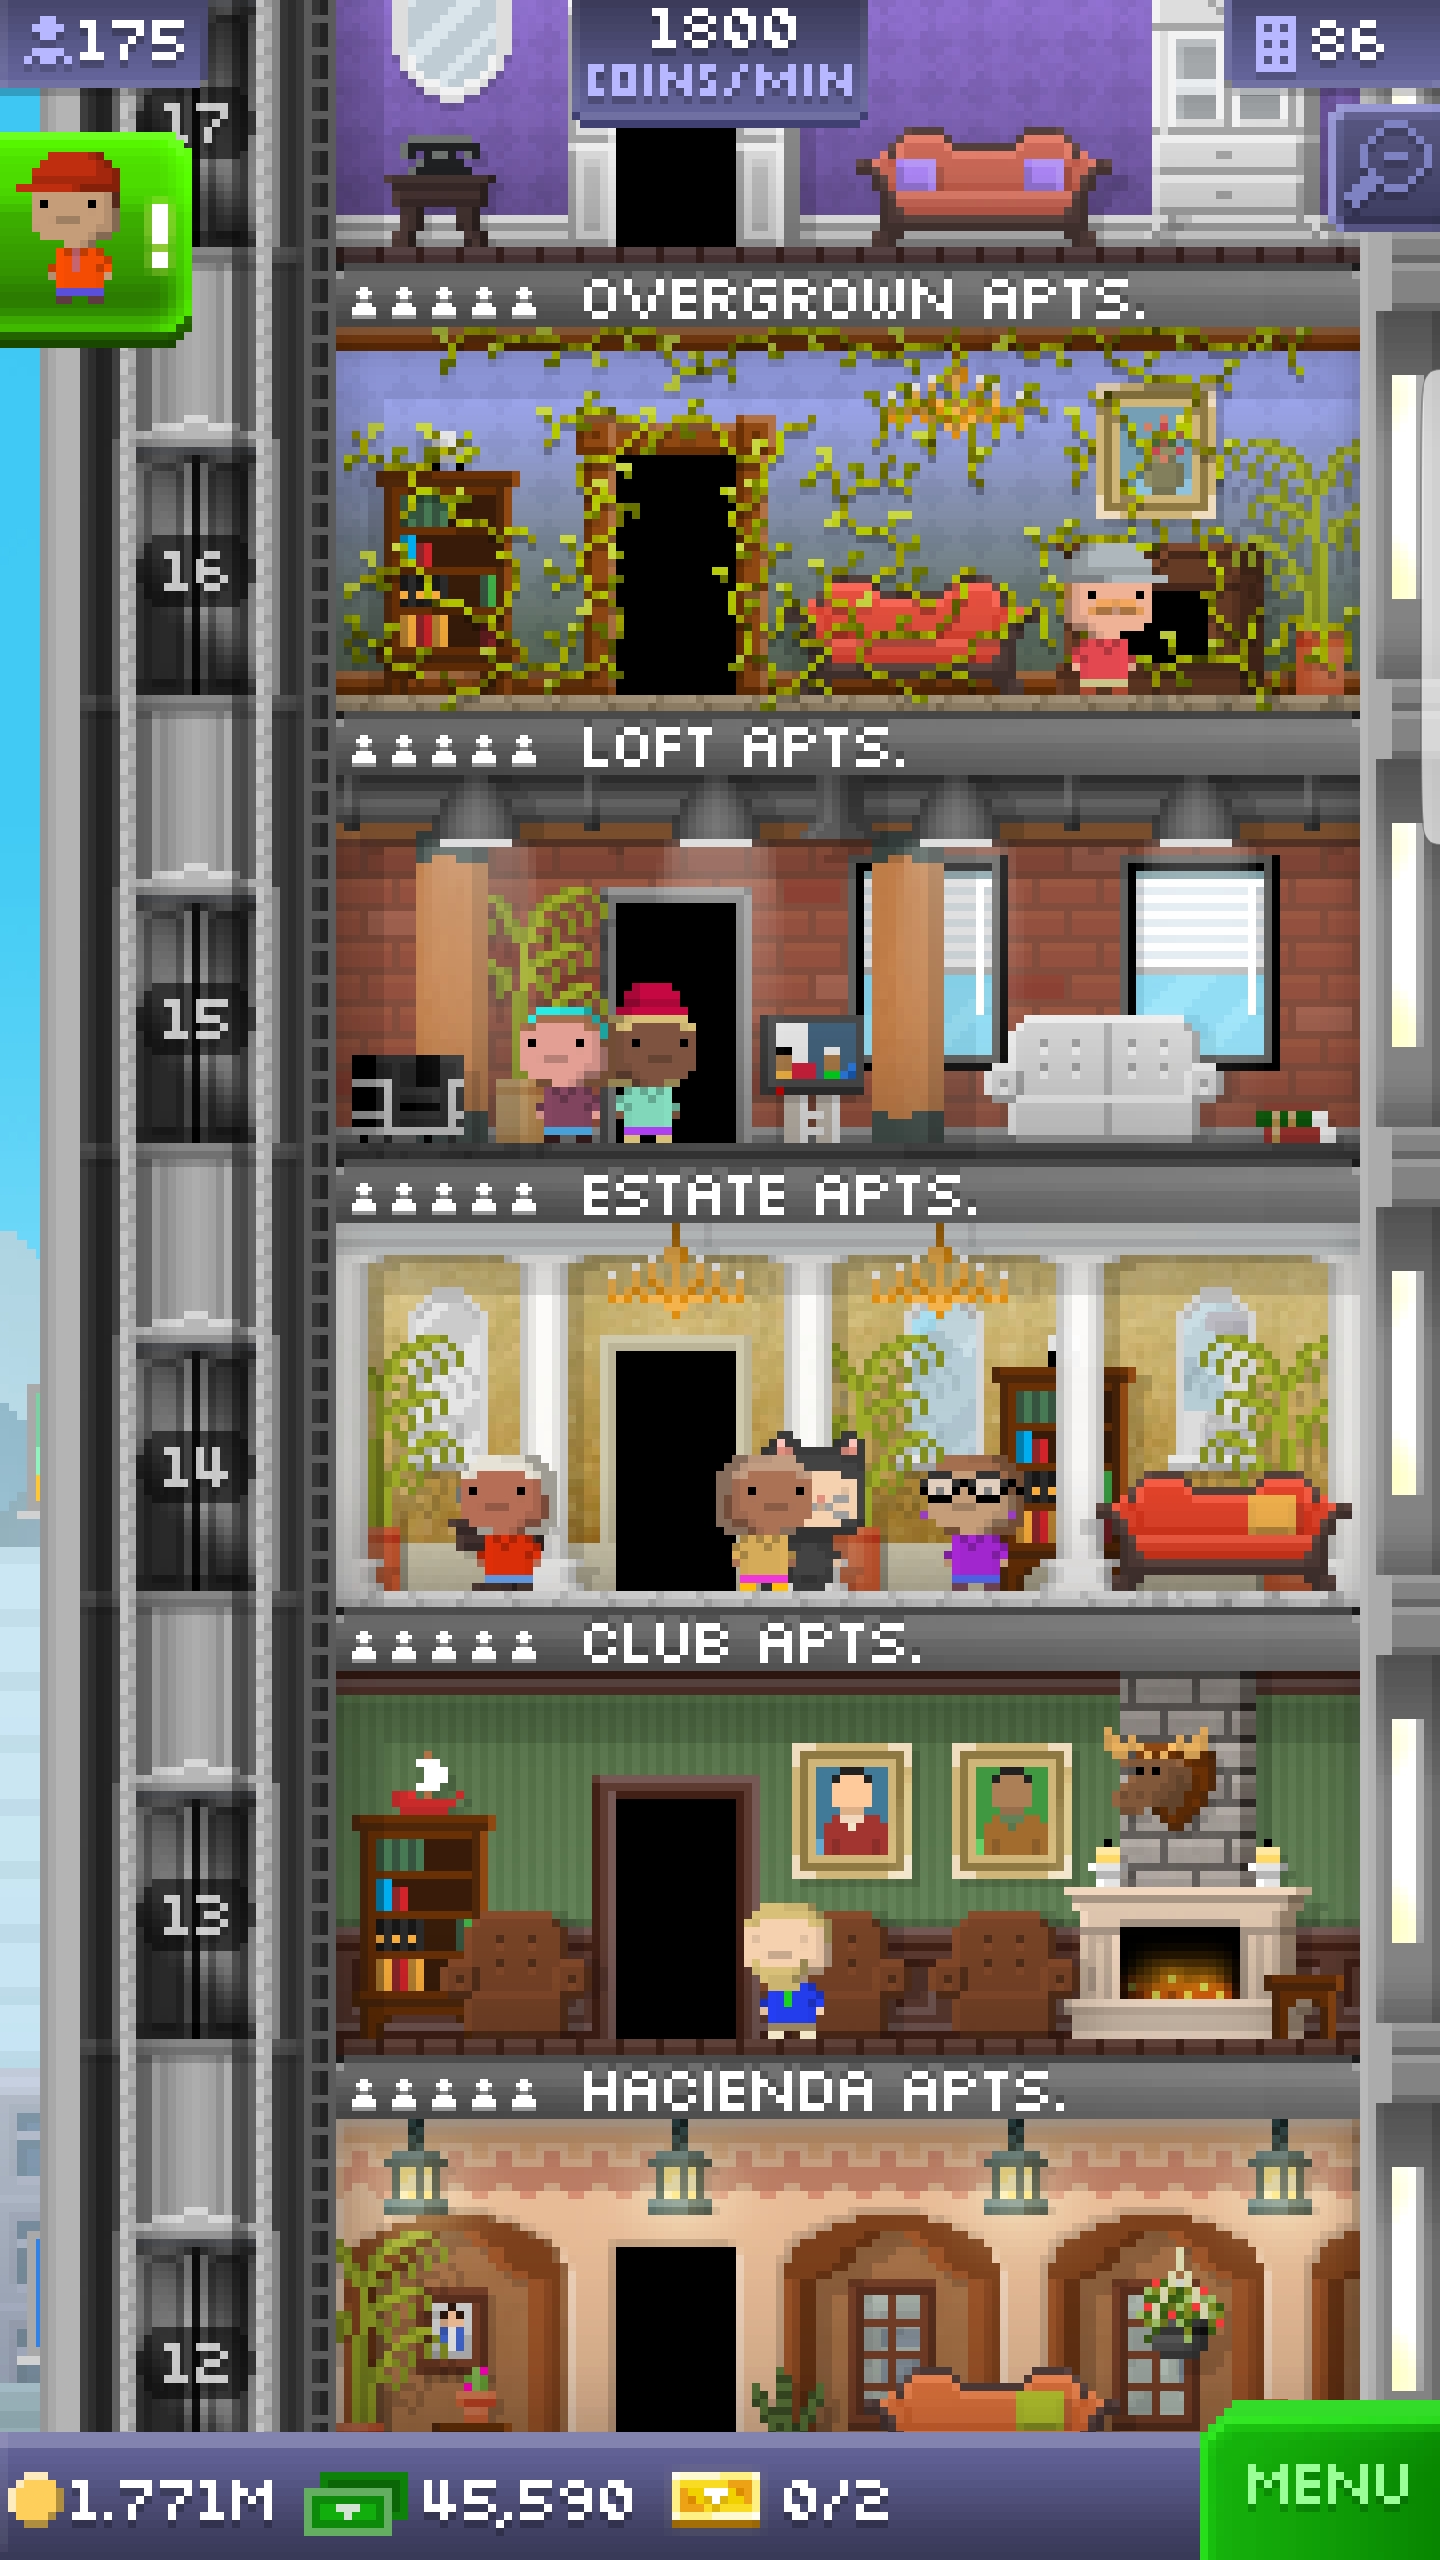 175
1800
COINS/MIN
86
17
!
OVERGROWN APTS.
16
LOFT APTS.
15
ESTATE APTS.
14
CLUB APTS.
13
HACIENDA APTS.
12
1.771M
45,590
0/2
MENU